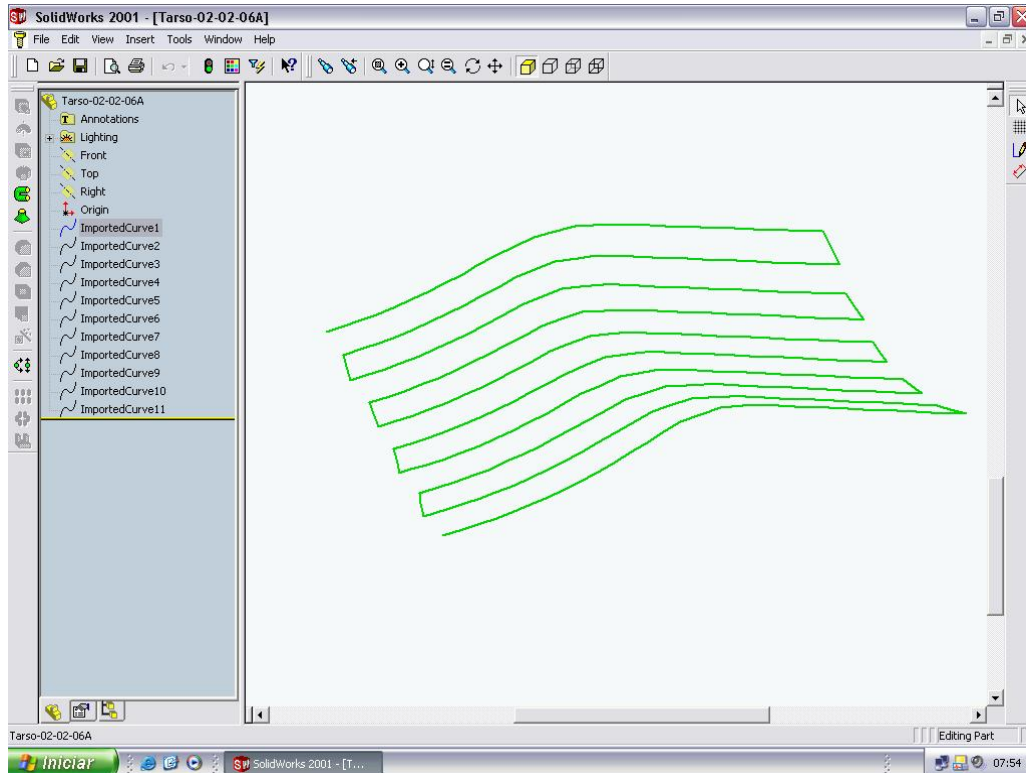 SolidWorks 2001 - [Tarso-02-02-06A]
File Edit View Insert Tools Window Help
Tarso-02-02-06A
Annotations
Lighting
Front
Top
Right
Origin
ImportedCurve1
ImportedCurve2
ImportedCurve3
ImportedCurve4
ImportedCurve5
ImportedCurve6
ImportedCurve7
ImportedCurve8
ImportedCurve9
ImportedCurve10
ImportedCurve11
Tarso-02-02-06A Editing Part
Iniciar SolidWorks 2001 - [T... 07:54